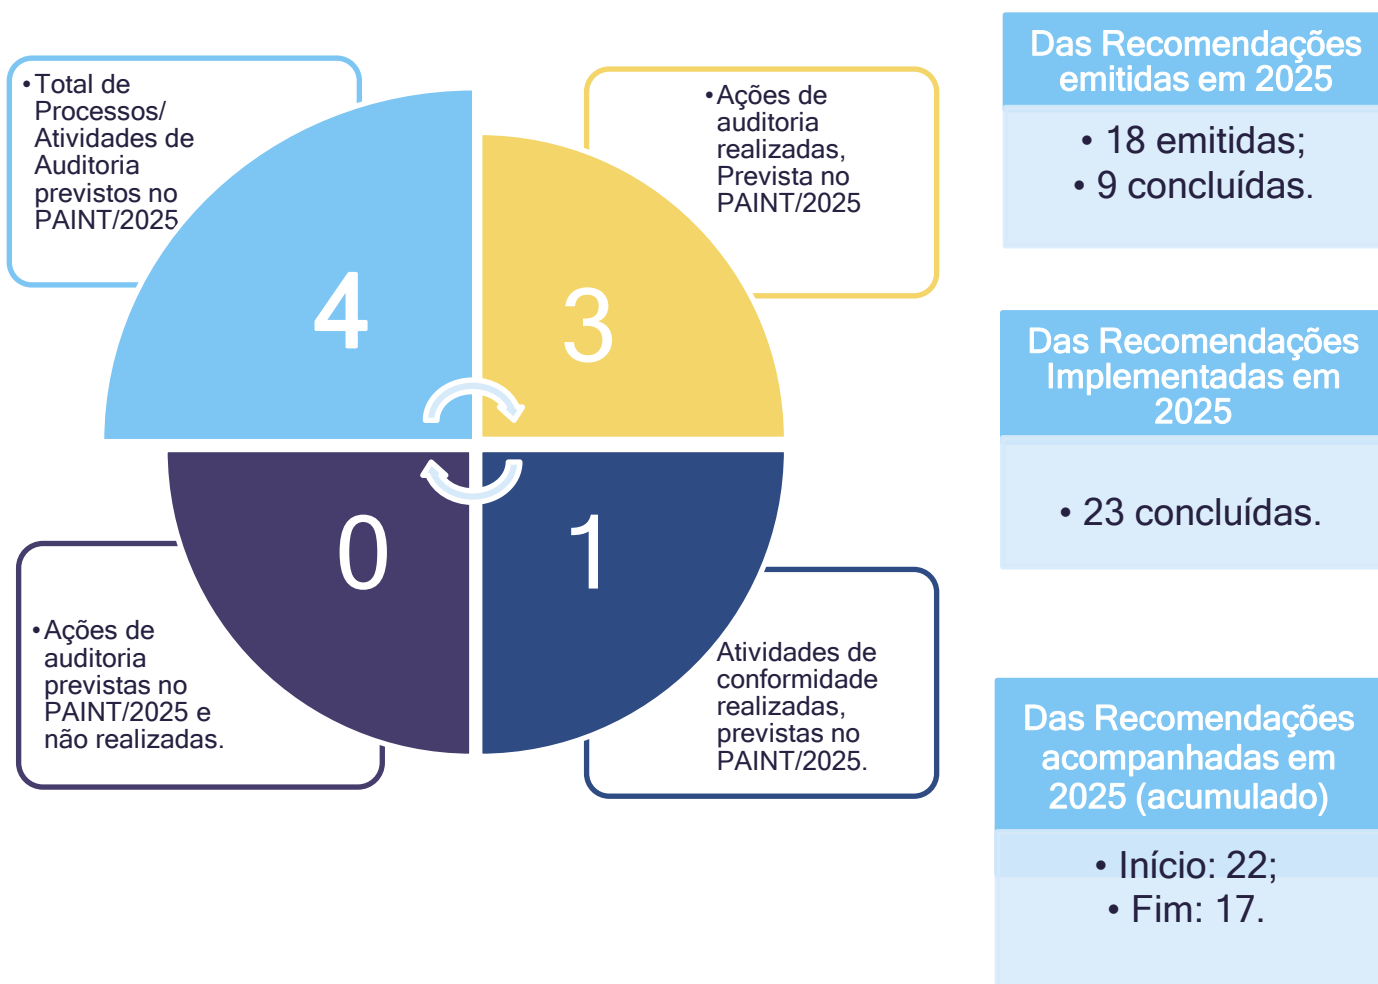 •Total de
Processos/
Atividades de
Auditoria
previstos no
PAINT/2025
4
•Ações de
auditoria
realizadas,
Prevista no
PAINT/2025
3
•Ações de
auditoria
previstas no
PAINT/2025 e
não realizadas.
0
1
Atividades de
conformidade
realizadas,
previstas no
PAINT/2025.
Das Recomendações
emitidas em 2025
• 18 emitidas;
• 9 concluídas.
Das Recomendações
Implementadas em
2025
• 23 concluídas.
Das Recomendações
acompanhadas em
2025 (acumulado)
• Início: 22;
• Fim: 17.